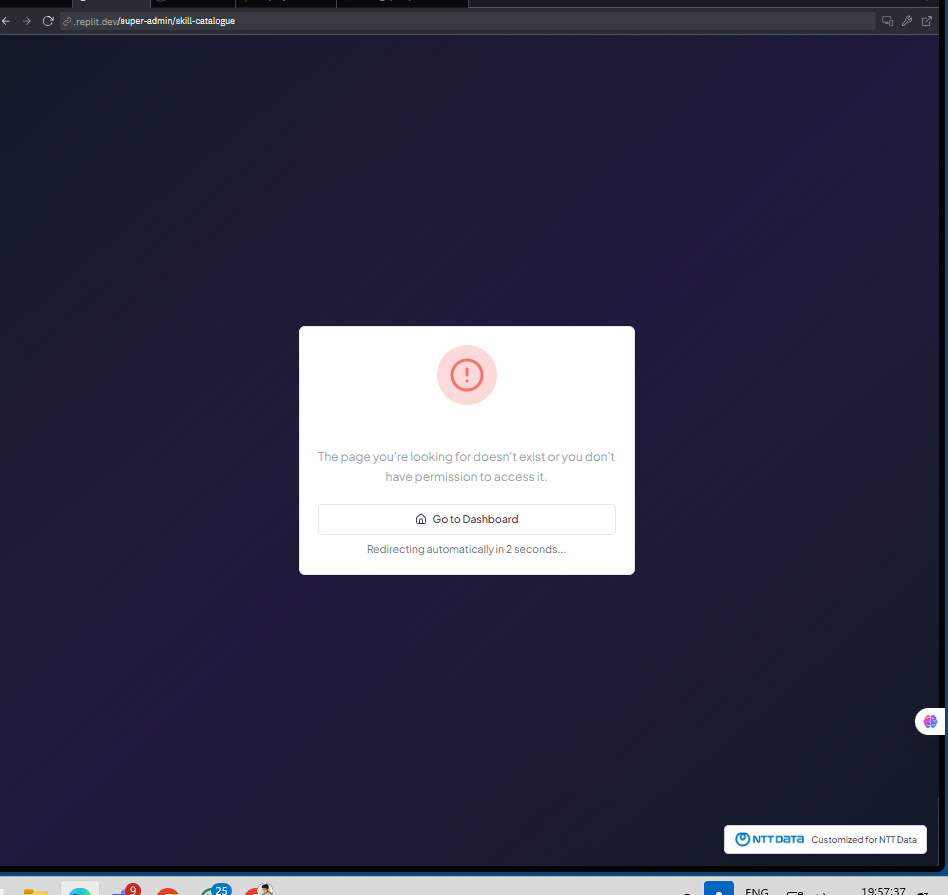 .replit.dev/super-admin/skill-catalogue
The page you're looking for doesn't exist or you don't
have permission to access it.
Go to Dashboard
Redirecting automatically in 2 seconds...
NTT DATA Customized for NTT Data
9
25
ENG
19:57:37